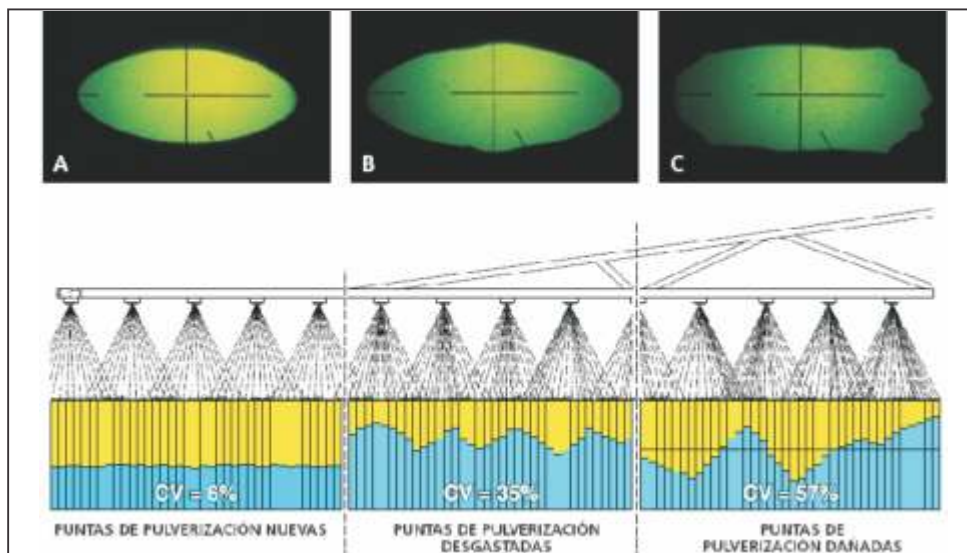 A
B
C
CV = 6%
CV = 35%
CV = 57%
PUNTAS DE PULVERIZACIÓN NUEVAS
PUNTAS DE PULVERIZACIÓN
DESGASTADAS
PUNTAS DE
PULVERIZACIÓN DAÑADAS